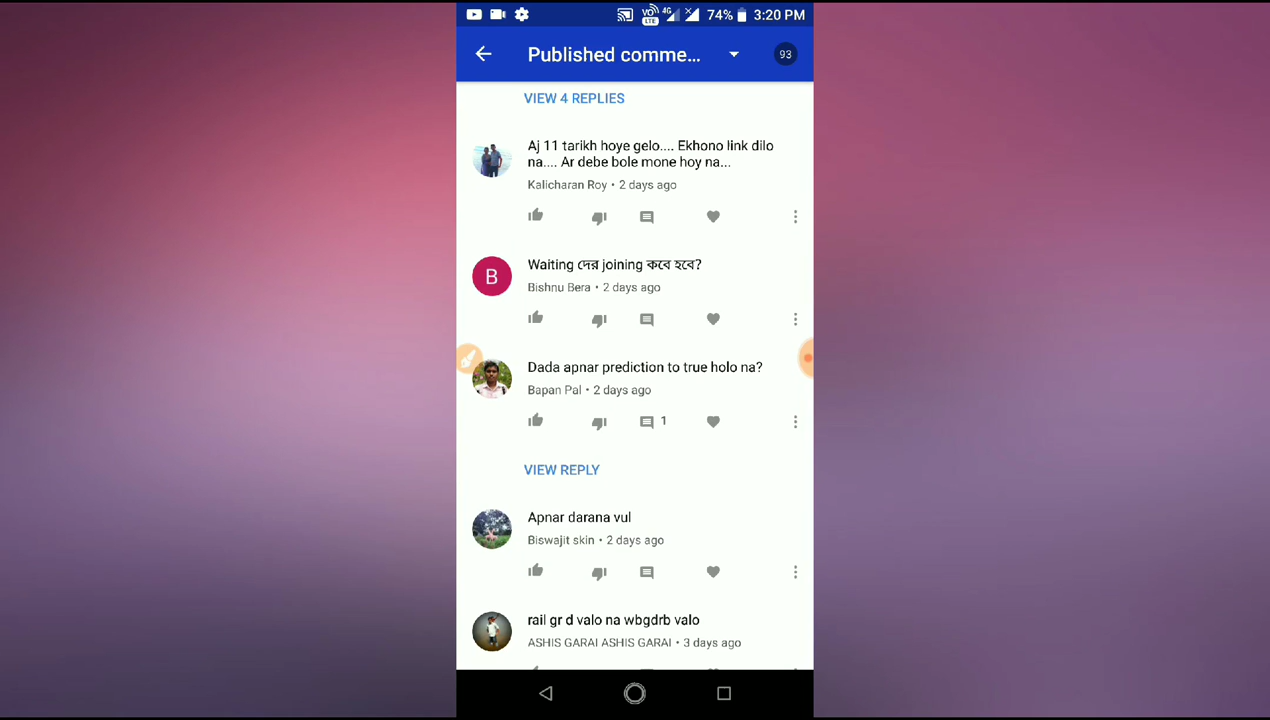 VO
LTE
4G
74%
3:20 PM
Published comme...
93
VIEW 4 REPLIES
Aj 11 tarikh hoye gelo.... Ekhono link dilo
na.... Ar debe bole mone hoy na...
Kalicharan Roy • 2 days ago
Waiting দের joining কবে হবে?
B
Bishnu Bera • 2 days ago
Dada apnar prediction to true holo na?
Bapan Pal • 2 days ago
1
VIEW REPLY
Apnar darana vul
Biswajit skin • 2 days ago
rail gr d valo na wbgdrb valo
ASHIS GARAI ASHIS GARAI • 3 days ago